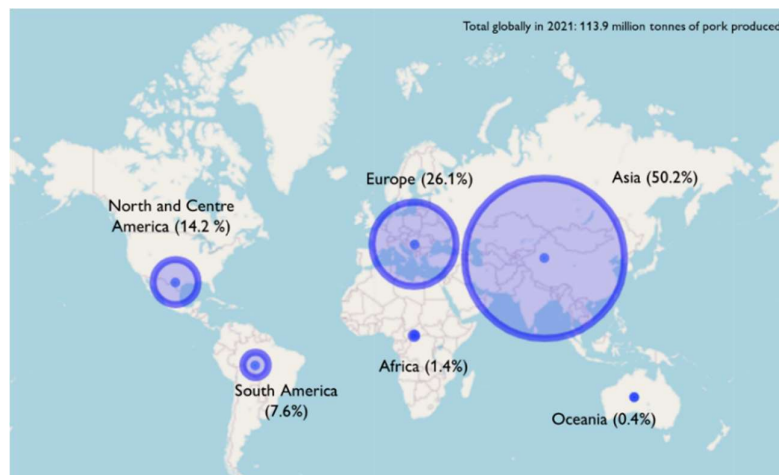 Total globally in 2021: 113.9 million tonnes of pork produced
Europe (26.1%)
Asia (50.2%)
North and Centre
America (14.2 %)
Africa (1.4%)
South America
(7.6%)
Oceania (0.4%)